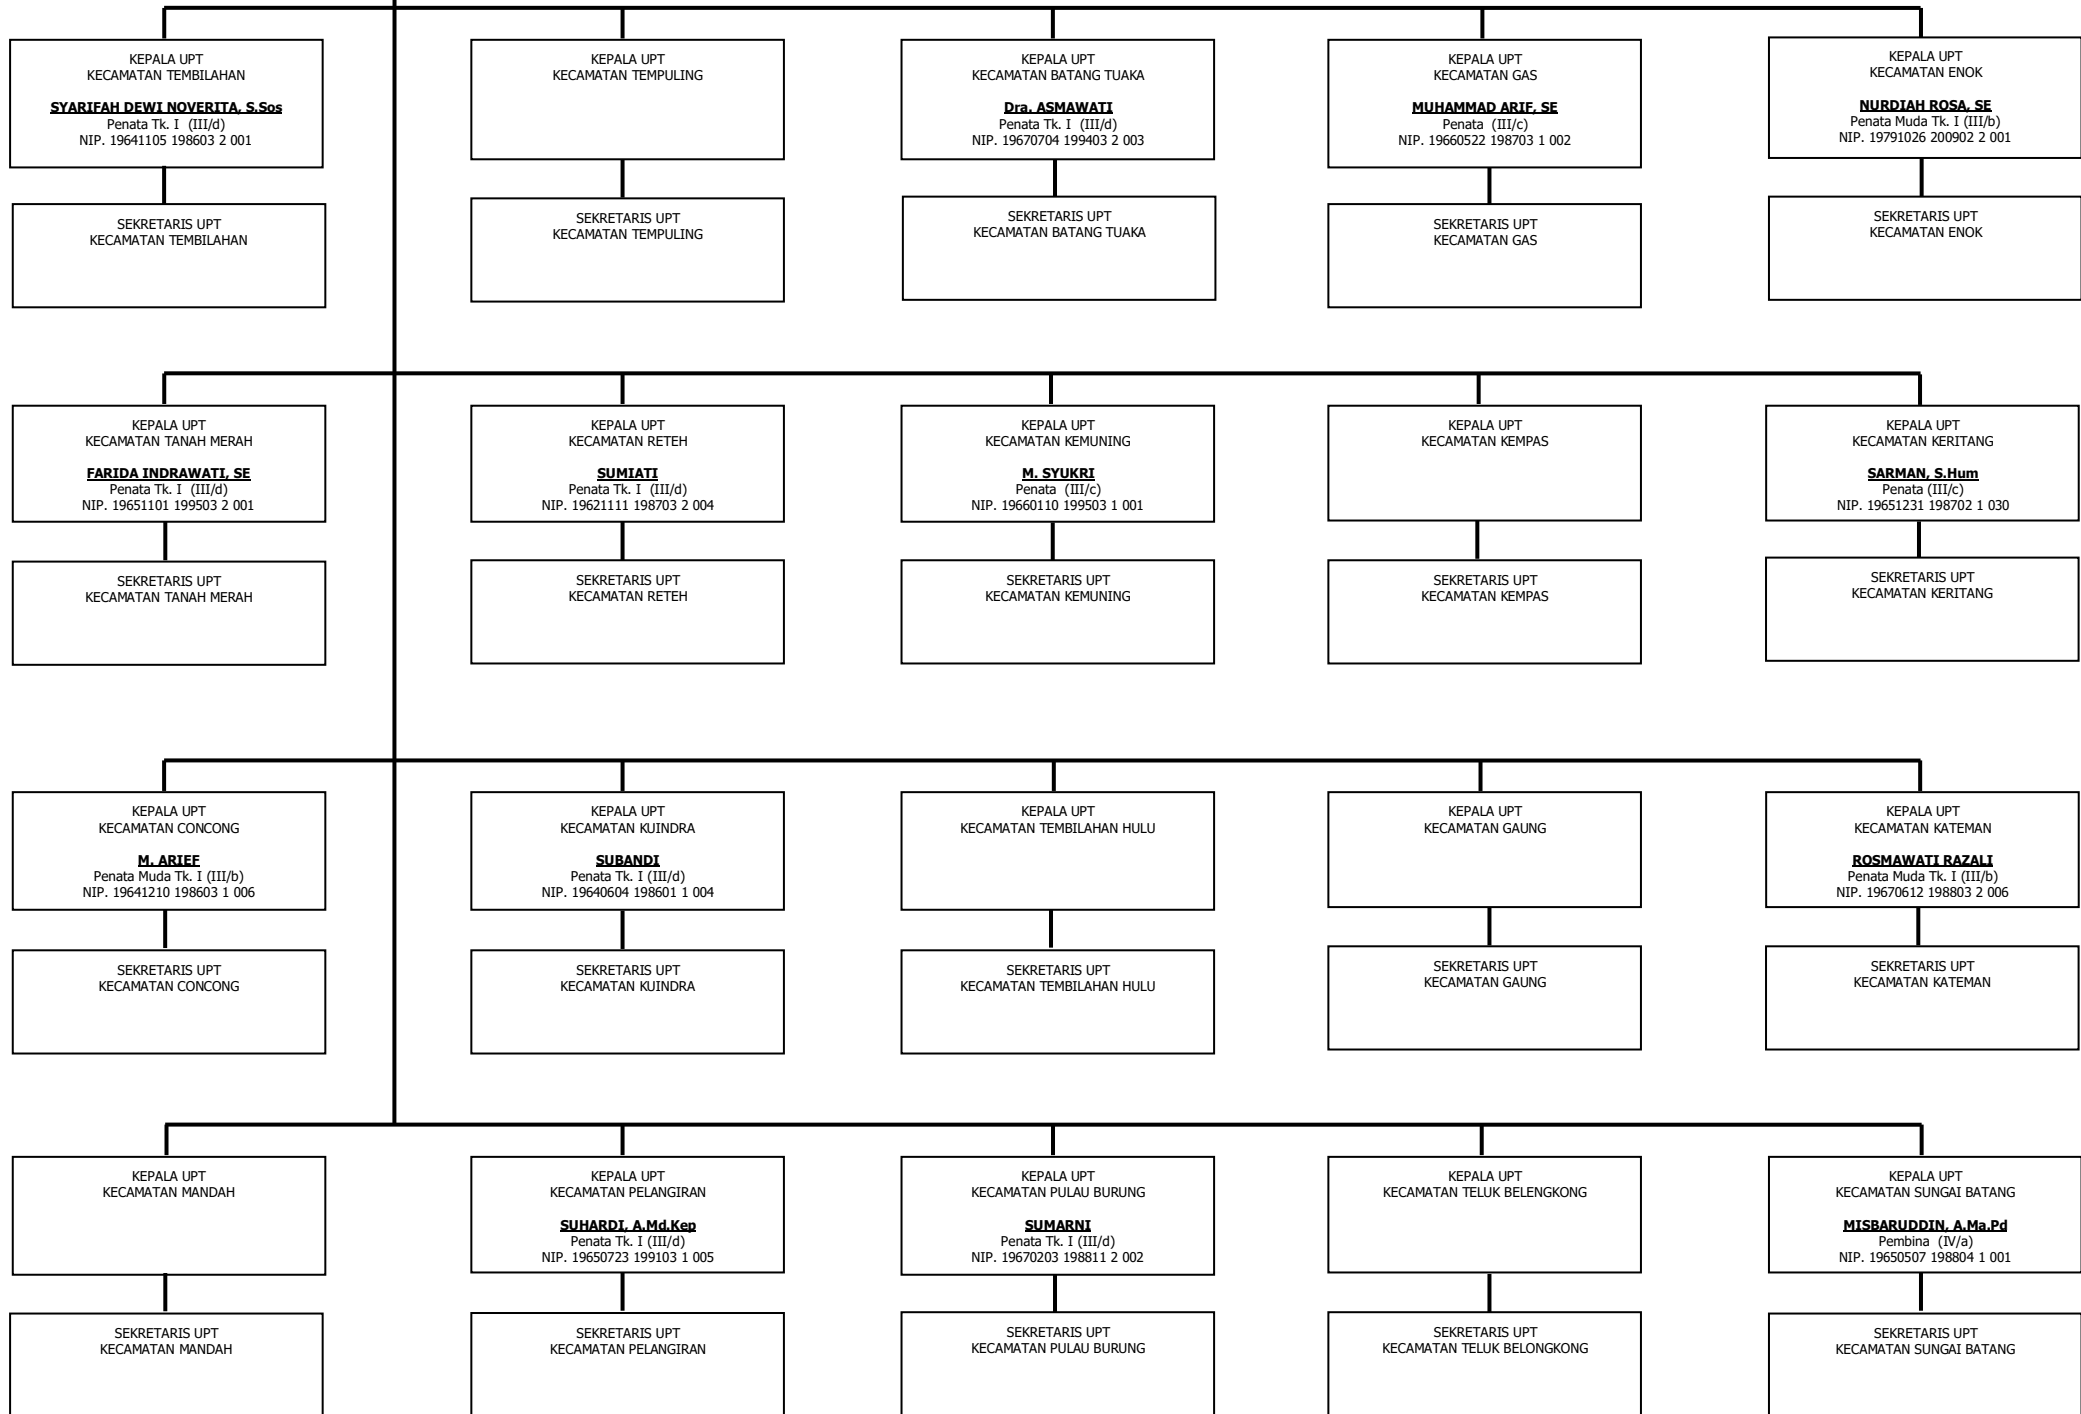 KEPALA UPT
KECAMATAN TEMBILAHAN
SYARIFAH DEWI NOVERITA, S.Sos
Penata Tk. I (III/d)
NIP. 19641105 198603 2 001
KEPALA UPT
KECAMATAN TEMPULING
KEPALA UPT
KECAMATAN BATANG TUAKA
Dra. ASMAWATI
Penata Tk. I (III/d)
NIP. 19670704 199403 2 003
KEPALA UPT
KECAMATAN GAS
MUHAMMAD ARIF, SE
Penata (III/c)
NIP. 19660522 198703 1 002
KEPALA UPT
KECAMATAN ENOK
NURDIAH ROSA, SE
Penata Muda Tk. I (III/b)
NIP. 19791026 200902 2 001
SEKRETARIS UPT
KECAMATAN TEMBILAHAN
SEKRETARIS UPT
KECAMATAN TEMPULING
SEKRETARIS UPT
KECAMATAN BATANG TUAKA
SEKRETARIS UPT
KECAMATAN GAS
SEKRETARIS UPT
KECAMATAN ENOK
KEPALA UPT
KECAMATAN TANAH MERAH
FARIDA INDRAWATI, SE
Penata Tk. I (III/d)
NIP. 19651101 199503 2 001
KEPALA UPT
KECAMATAN RETEH
SUMIATI
Penata Tk. I (III/d)
NIP. 19621111 198703 2 004
KEPALA UPT
KECAMATAN KEMUNING
M. SYUKRI
Penata (III/c)
NIP. 19660110 199503 1 001
KEPALA UPT
KECAMATAN KEMPAS
KEPALA UPT
KECAMATAN KERITANG
SARMAN, S.Hum
Penata (III/c)
NIP. 19651231 198702 1 030
SEKRETARIS UPT
KECAMATAN TANAH MERAH
SEKRETARIS UPT
KECAMATAN RETEH
SEKRETARIS UPT
KECAMATAN KEMUNING
SEKRETARIS UPT
KECAMATAN KEMPAS
SEKRETARIS UPT
KECAMATAN KERITANG
KEPALA UPT
KECAMATAN CONCONG
M. ARIEF
Penata Muda Tk. I (III/b)
NIP. 19641210 198603 1 006
KEPALA UPT
KECAMATAN KUINDRA
SUBANDI
Penata Tk. I (III/d)
NIP. 19640604 198601 1 004
KEPALA UPT
KECAMATAN TEMBILAHAN HULU
KEPALA UPT
KECAMATAN GAUNG
KEPALA UPT
KECAMATAN KATEMAN
ROSMAWATI RAZALI
Penata Muda Tk. I (III/b)
NIP. 19670612 198803 2 006
SEKRETARIS UPT
KECAMATAN CONCONG
SEKRETARIS UPT
KECAMATAN KUINDRA
SEKRETARIS UPT
KECAMATAN TEMBILAHAN HULU
SEKRETARIS UPT
KECAMATAN GAUNG
SEKRETARIS UPT
KECAMATAN KATEMAN
KEPALA UPT
KECAMATAN MANDAH
KEPALA UPT
KECAMATAN PELANGIRAN
SUHARDI, A.Md.Kep
Penata Tk. I (III/d)
NIP. 19650723 199103 1 005
KEPALA UPT
KECAMATAN PULAU BURUNG
SUMARNI
Penata Tk. I (III/d)
NIP. 19670203 198811 2 002
KEPALA UPT
KECAMATAN TELUK BELENGKONG
KEPALA UPT
KECAMATAN SUNGAI BATANG
MISBARUDDIN, A.Ma.Pd
Pembina (IV/a)
NIP. 19650507 198804 1 001
SEKRETARIS UPT
KECAMATAN MANDAH
SEKRETARIS UPT
KECAMATAN PELANGIRAN
SEKRETARIS UPT
KECAMATAN PULAU BURUNG
SEKRETARIS UPT
KECAMATAN TELUK BELONGKONG
SEKRETARIS UPT
KECAMATAN SUNGAI BATANG